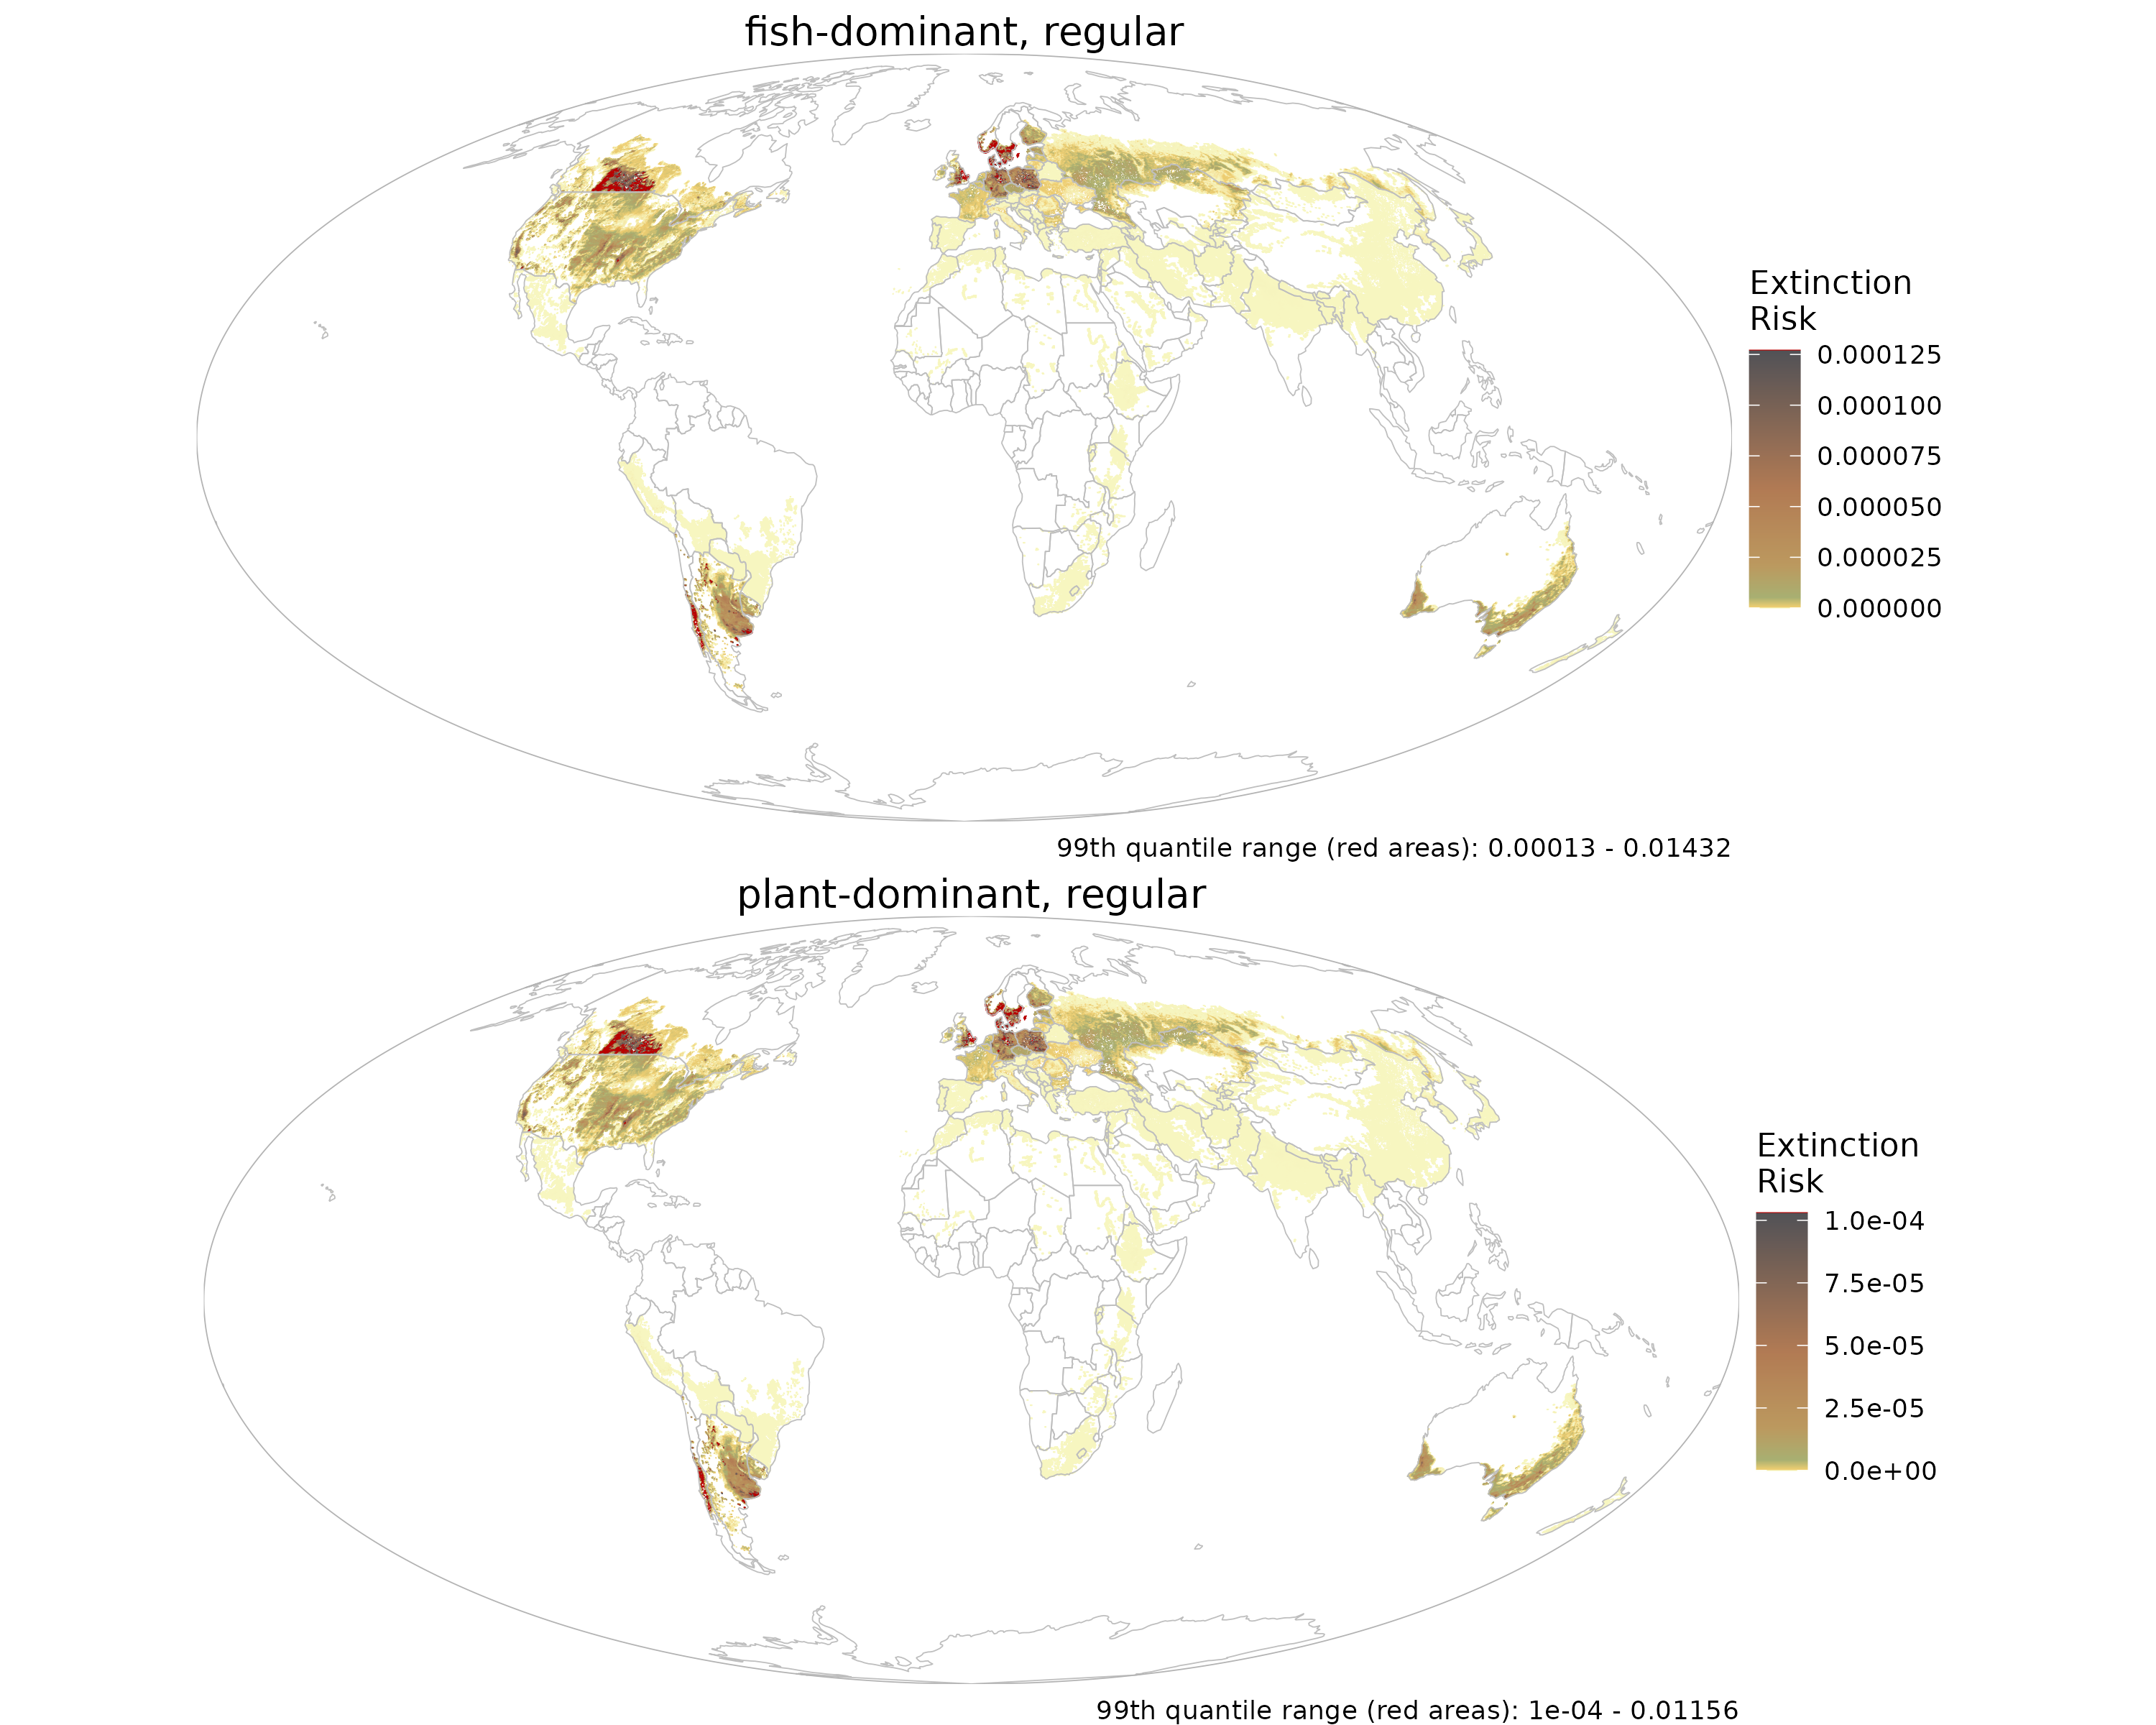 fish-dominant, regular
Extinction
Risk
0.000125
0.000100
0.000075
0.000050
0.000025
0.000000
99th quantile range (red areas): 0.00013 - 0.01432
plant-dominant, regular
Extinction
Risk
1.0e-04
7.5e-05
5.0e-05
2.5e-05
0.0e+00
99th quantile range (red areas): 1e-04 - 0.01156